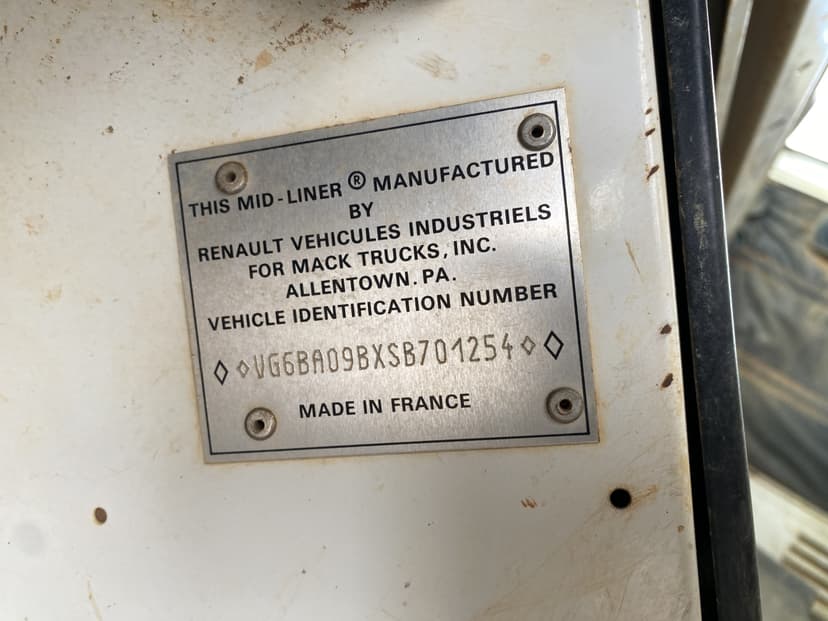 THIS MID-LINER ® MANUFACTURED
BY
RENAULT VEHICULES INDUSTRIELS
FOR MACK TRUCKS, INC.
ALLENTOWN. PA.
VEHICLE IDENTIFICATION NUMBER
◊ ◊VG6BA09BXSB701254◊ ◊
MADE IN FRANCE